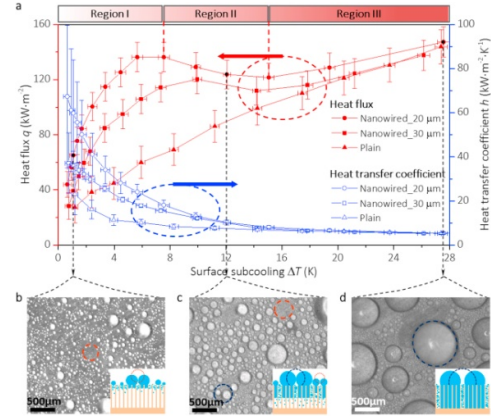 a
Region I Region II Region III
160
120
80
40
0
Heat flux q (kW·m⁻²)
100
80
60
40
20
0
Heat transfer coefficient h (kW·m⁻²·K⁻¹)
Heat flux
Nanowired_20 μm
Nanowired_30 μm
Plain
Heat transfer coefficient
Nanowired_20 μm
Nanowired_30 μm
Plain
0 4 8 12 16 20 24 28
Surface subcooling ΔT (K)
b c d
500μm 500μm 500μm